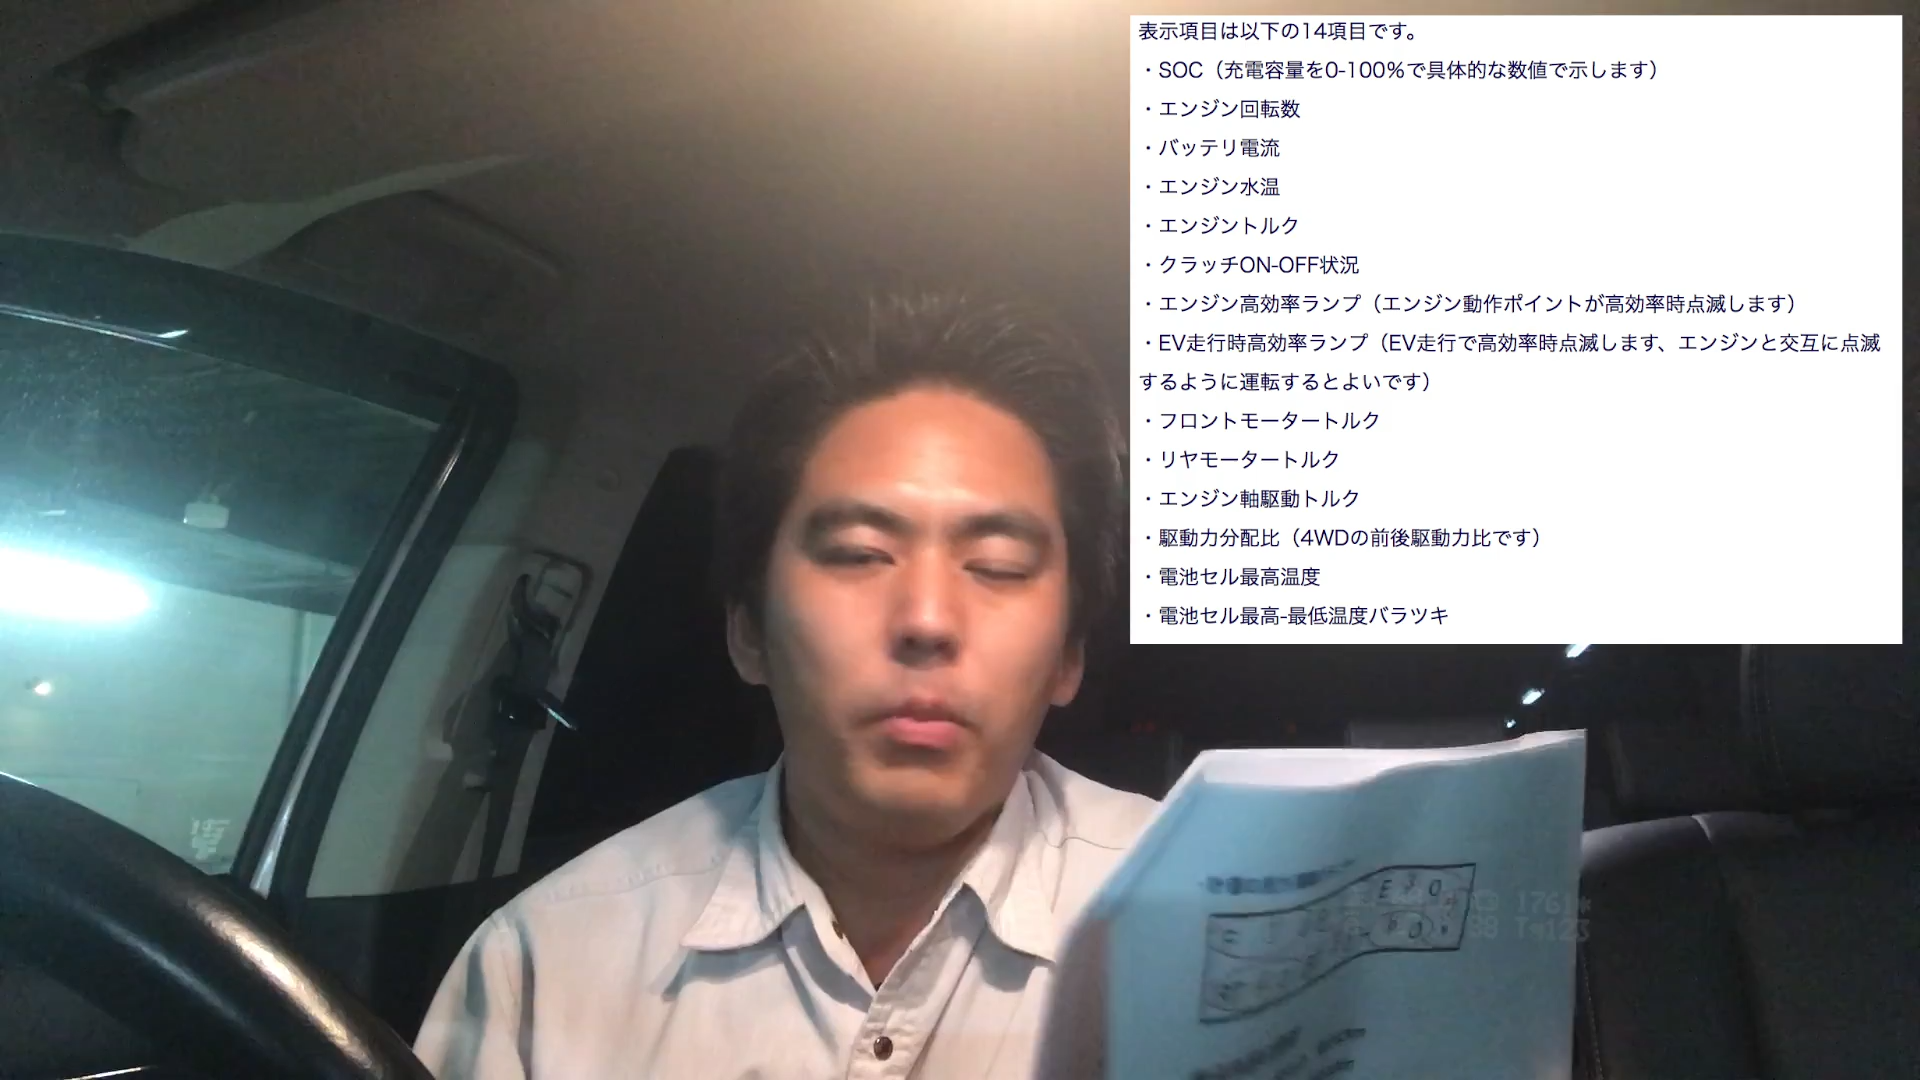 表示項目は以下の14項目です。
・SOC（充電容量を0-100％で具体的な数値で示します）
・エンジン回転数
・バッテリ電流
・エンジン水温
・エンジントルク
・クラッチON-OFF状況
・エンジン高効率ランプ（エンジン動作ポイントが高効率時点滅します）
・EV走行時高効率ランプ（EV走行で高効率時点滅します、エンジンと交互に点滅
するように運転するとよいです）
・フロントモータートルク
・リヤモータートルク
・エンジン軸駆動トルク
・駆動力分配比（4WDの前後駆動力比です）
・電池セル最高温度
・電池セル最高-最低温度バラツキ